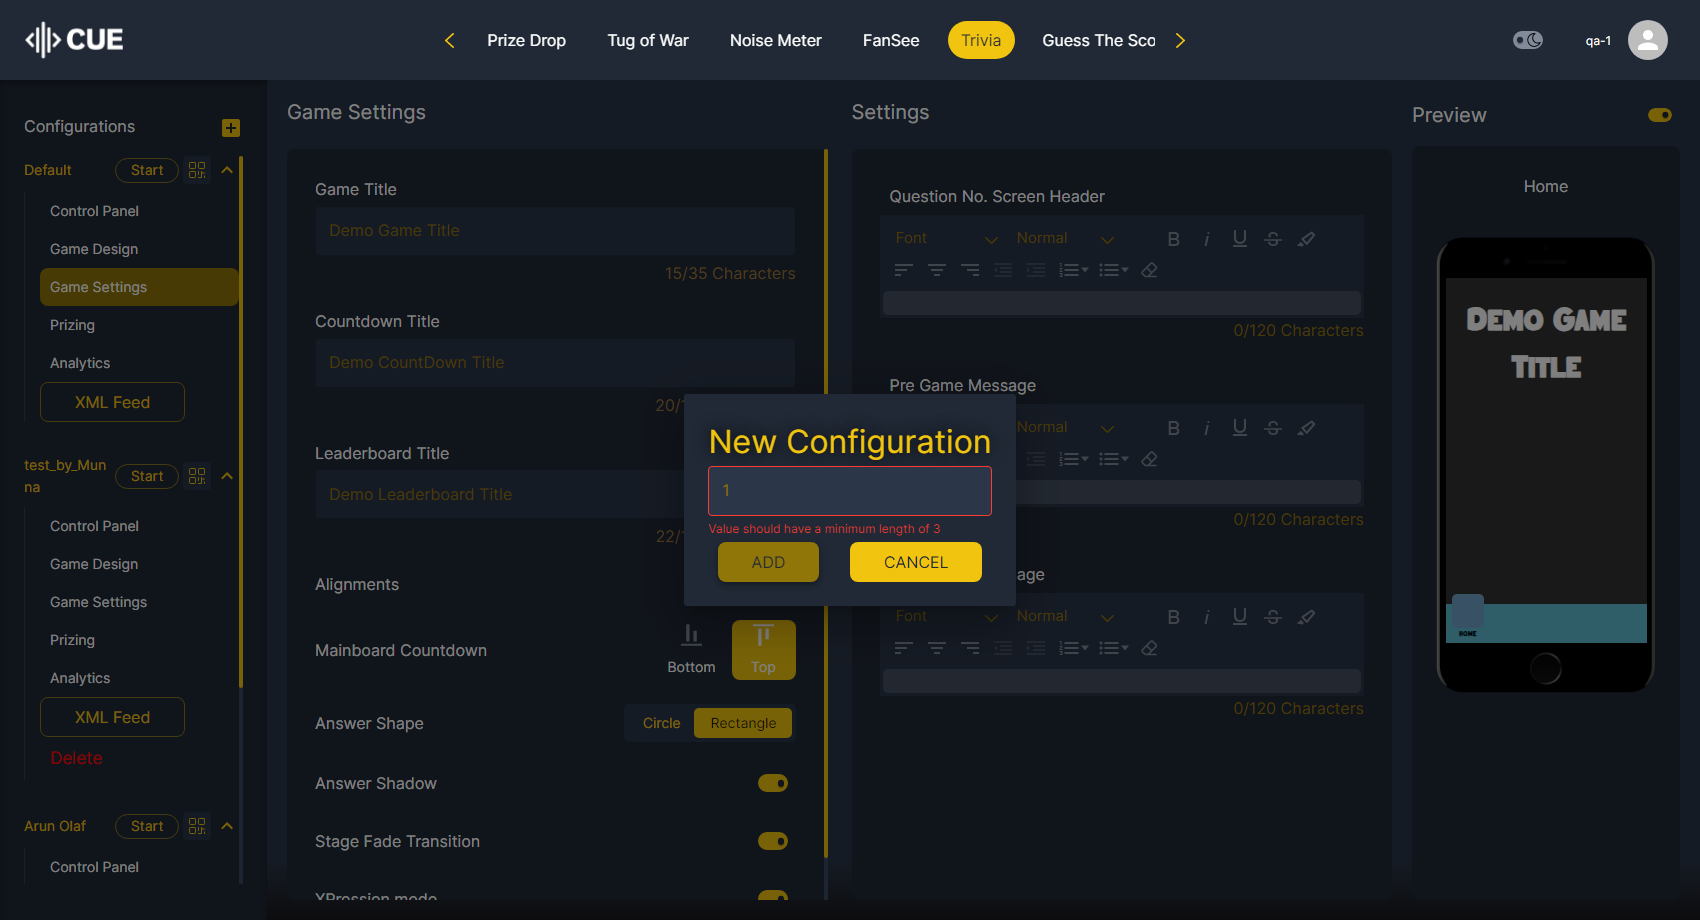 CUE
Prize Drop
Tug of War
Noise Meter
FanSee
Trivia
Guess The Sco
qa-1
Configurations
Default
Start
Control Panel
Game Design
Game Settings
Prizing
Analytics
XML Feed
test_by_Mun
na
Start
Control Panel
Game Design
Game Settings
Prizing
Analytics
XML Feed
Delete
Arun Olaf
Start
Control Panel
Game Settings
Game Title
Demo Game Title
15/35 Characters
Countdown Title
Demo CountDown Title
20/
Leaderboard Title
Demo Leaderboard Title
22/
Alignments
Mainboard Countdown
Bottom
Top
Answer Shape
Circle
Rectangle
Answer Shadow
Stage Fade Transition
XPression mode
New Configuration
1
Value should have a minimum length of 3
ADD
CANCEL
Settings
Question No. Screen Header
Font
Normal
0/120 Characters
Pre Game Message
Normal
0/120 Characters
age
Font
Normal
0/120 Characters
Preview
Home
DEMO GAME
TITLE
HOME